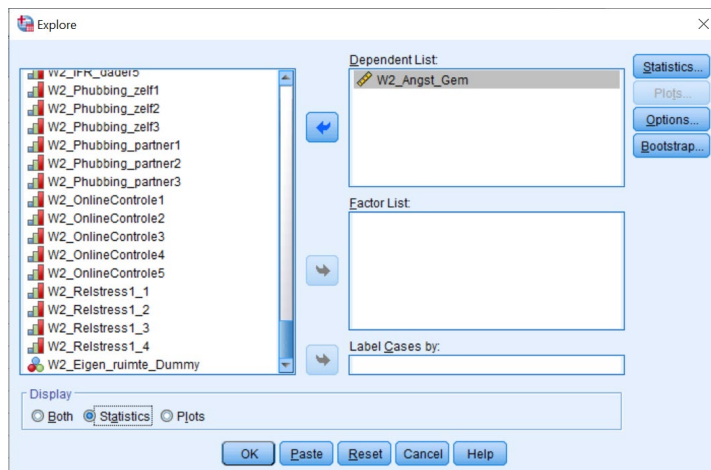 Explore
Dependent List:
W2_IFR_dader5
W2_Phubbing_zelf1
W2_Phubbing_zelf2
W2_Phubbing_zelf3
W2_Phubbing_partner1
W2_Phubbing_partner2
W2_Phubbing_partner3
W2_OnlineControle1
W2_OnlineControle2
W2_OnlineControle3
W2_OnlineControle4
W2_OnlineControle5
W2_Relstress1_1
W2_Relstress1_2
W2_Relstress1_3
W2_Relstress1_4
W2_Eigen_ruimte_Dummy
W2_Angst_Gem
Factor List:
Label Cases by:
Statistics...
Plots...
Options...
Bootstrap...
Display
Both Statistics Plots
OK Paste Reset Cancel Help